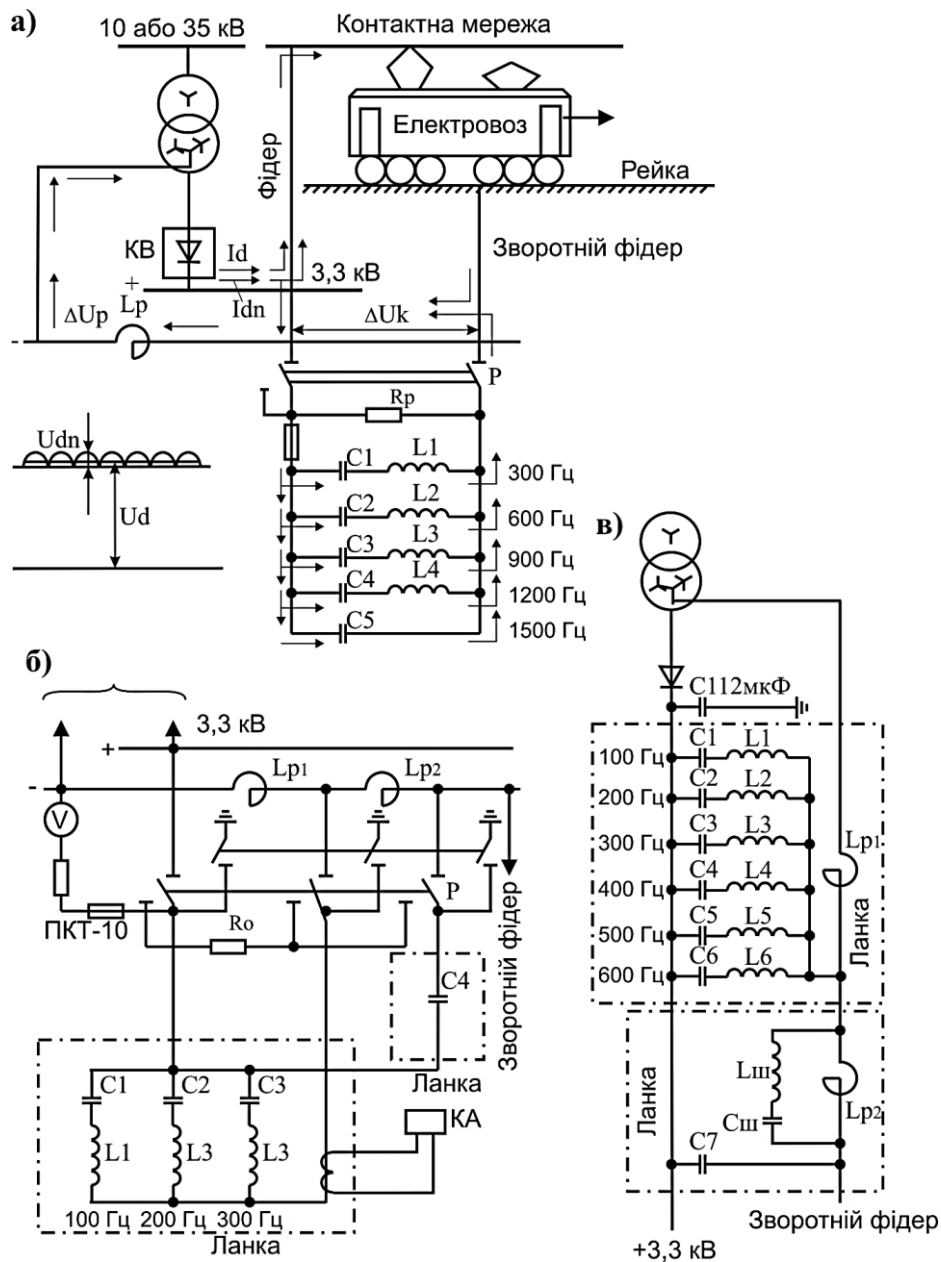 а)
10 або 35 кВ
Контактна мережа
Електровоз
Фідер
Рейка
Зворотній фідер
КВ
Id
Idn
+
3,3 кВ
ΔUp
Lp
ΔUk
-
P
Rp
Udn
Ud
C1
L1
300 Гц
C2
L2
600 Гц
C3
L3
900 Гц
C4
L4
1200 Гц
C5
1500 Гц
б)
3,3 кВ
+
-
Lp1
Lp2
V
P
ПКТ-10
Ro
Зворотній фідер
C4
Ланка
C1
C2
C3
L1
L3
L3
КА
100 Гц
200 Гц
300 Гц
Ланка
в)
C112мкФ
100 Гц
C1
L1
200 Гц
C2
L2
300 Гц
C3
L3
400 Гц
C4
L4
500 Гц
C5
L5
600 Гц
C6
L6
Lp1
Ланка
Ланка
Lш
Cш
Lp2
C7
Зворотній фідер
+3,3 кВ